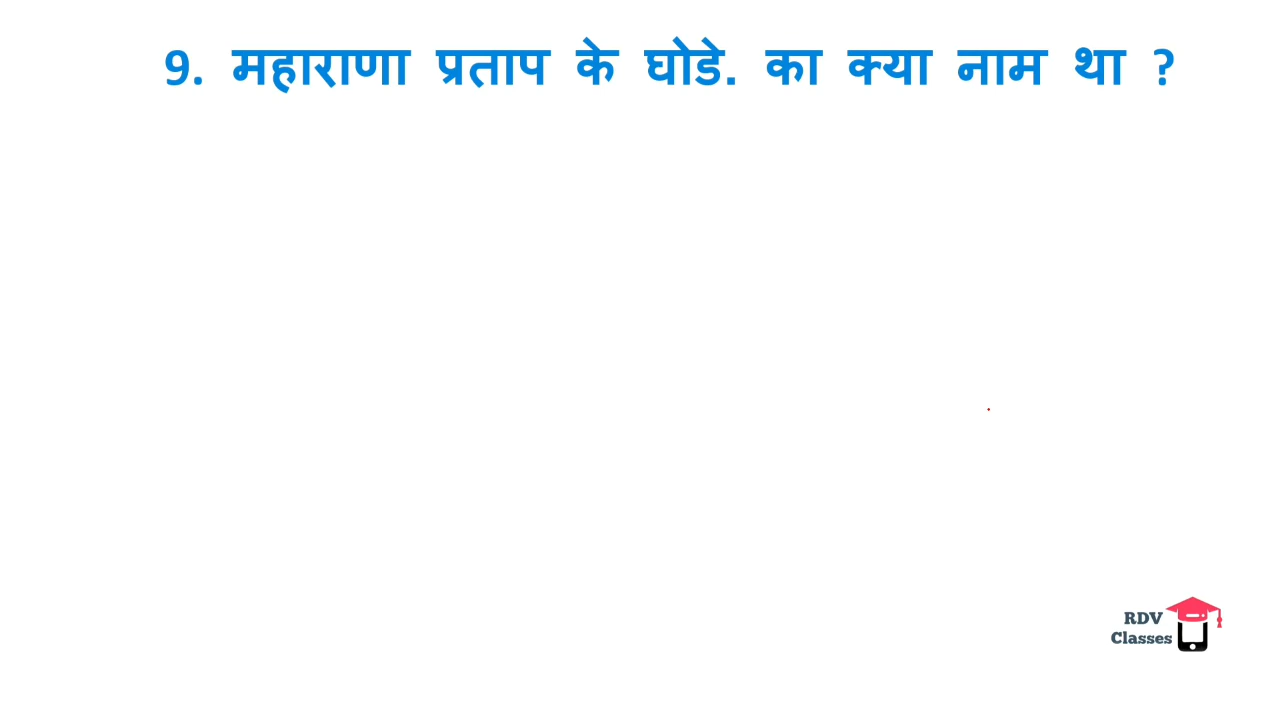 9. महाराणा प्रताप के घोडे. का क्या नाम था ?
RDV
Classes